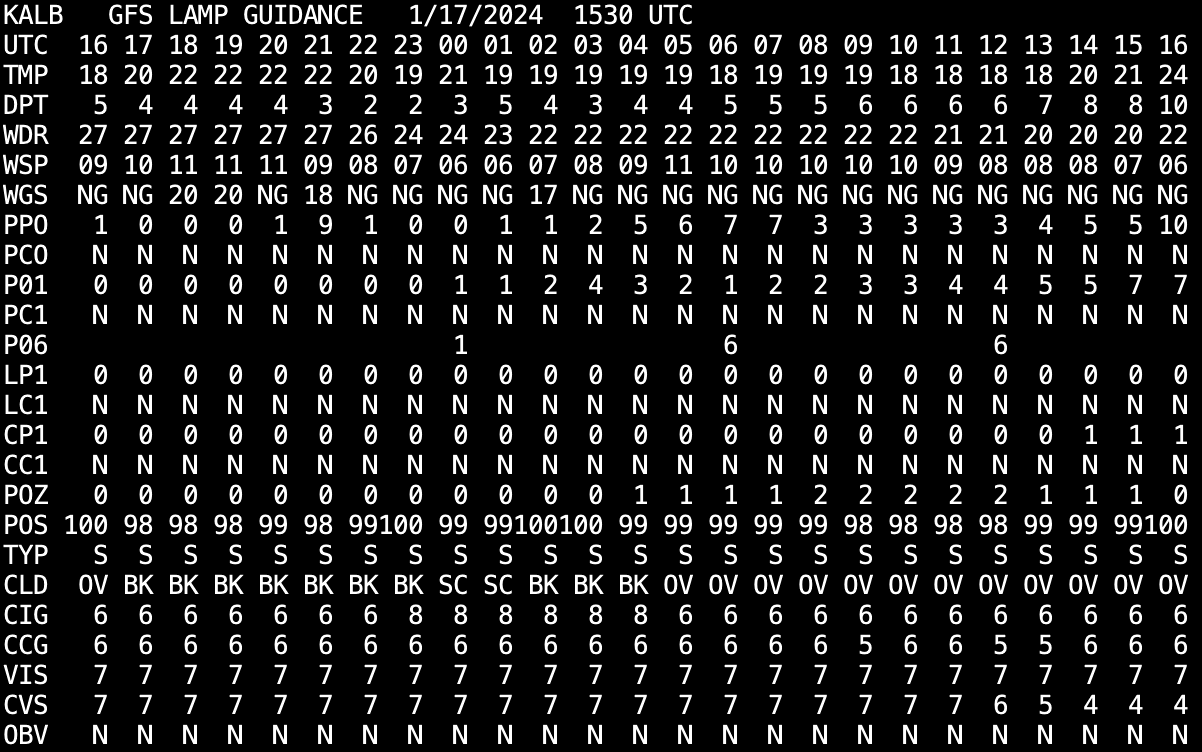 KALB   GFS LAMP GUIDANCE   1/17/2024  1530 UTC
UTC  16 17 18 19 20 21 22 23 00 01 02 03 04 05 06 07 08 09 10 11 12 13 14 15 16
TMP  18 20 22 22 22 22 20 19 21 19 19 19 19 19 18 19 19 19 18 18 18 18 20 21 24
DPT   5  4  4  4  4  3  2  2  3  5  4  3  4  4  5  5  5  6  6  6  6  7  8  8 10
WDR  27 27 27 27 27 27 26 24 24 23 22 22 22 22 22 22 22 22 22 21 21 20 20 20 22
WSP  09 10 11 11 11 09 08 07 06 06 07 08 09 11 10 10 10 10 10 09 08 08 08 07 06
WGS  NG NG 20 20 NG 18 NG NG NG NG 17 NG NG NG NG NG NG NG NG NG NG NG NG NG NG
PPO   1  0  0  0  1  9  1  0  0  1  1  2  5  6  7  7  3  3  3  3  3  4  5  5 10
PCO   N  N  N  N  N  N  N  N  N  N  N  N  N  N  N  N  N  N  N  N  N  N  N  N  N
P01   0  0  0  0  0  0  0  0  1  1  2  4  3  2  1  2  2  3  3  4  4  5  5  7  7
PC1   N  N  N  N  N  N  N  N  N  N  N  N  N  N  N  N  N  N  N  N  N  N  N  N  N
P06                           1                 6                 6
LP1   0  0  0  0  0  0  0  0  0  0  0  0  0  0  0  0  0  0  0  0  0  0  0  0  0
LC1   N  N  N  N  N  N  N  N  N  N  N  N  N  N  N  N  N  N  N  N  N  N  N  N  N
CP1   0  0  0  0  0  0  0  0  0  0  0  0  0  0  0  0  0  0  0  0  0  0  1  1  1
CC1   N  N  N  N  N  N  N  N  N  N  N  N  N  N  N  N  N  N  N  N  N  N  N  N  N
POZ   0  0  0  0  0  0  0  0  0  0  0  0  1  1  1  1  2  2  2  2  2  1  1  1  0
POS 100 98 98 98 99 98 99100 99 99100100 99 99 99 99 99 98 98 98 98 99 99 99100
TYP   S  S  S  S  S  S  S  S  S  S  S  S  S  S  S  S  S  S  S  S  S  S  S  S  S
CLD  OV BK BK BK BK BK BK BK SC SC BK BK BK OV OV OV OV OV OV OV OV OV OV OV OV
CIG   6  6  6  6  6  6  6  8  8  8  8  8  8  6  6  6  6  6  6  6  6  6  6  6  6
CCG   6  6  6  6  6  6  6  6  6  6  6  6  6  6  6  6  6  5  6  6  5  5  6  6  6
VIS   7  7  7  7  7  7  7  7  7  7  7  7  7  7  7  7  7  7  7  7  7  7  7  7  7
CVS   7  7  7  7  7  7  7  7  7  7  7  7  7  7  7  7  7  7  7  7  6  5  4  4  4
OBV   N  N  N  N  N  N  N  N  N  N  N  N  N  N  N  N  N  N  N  N  N  N  N  N  N